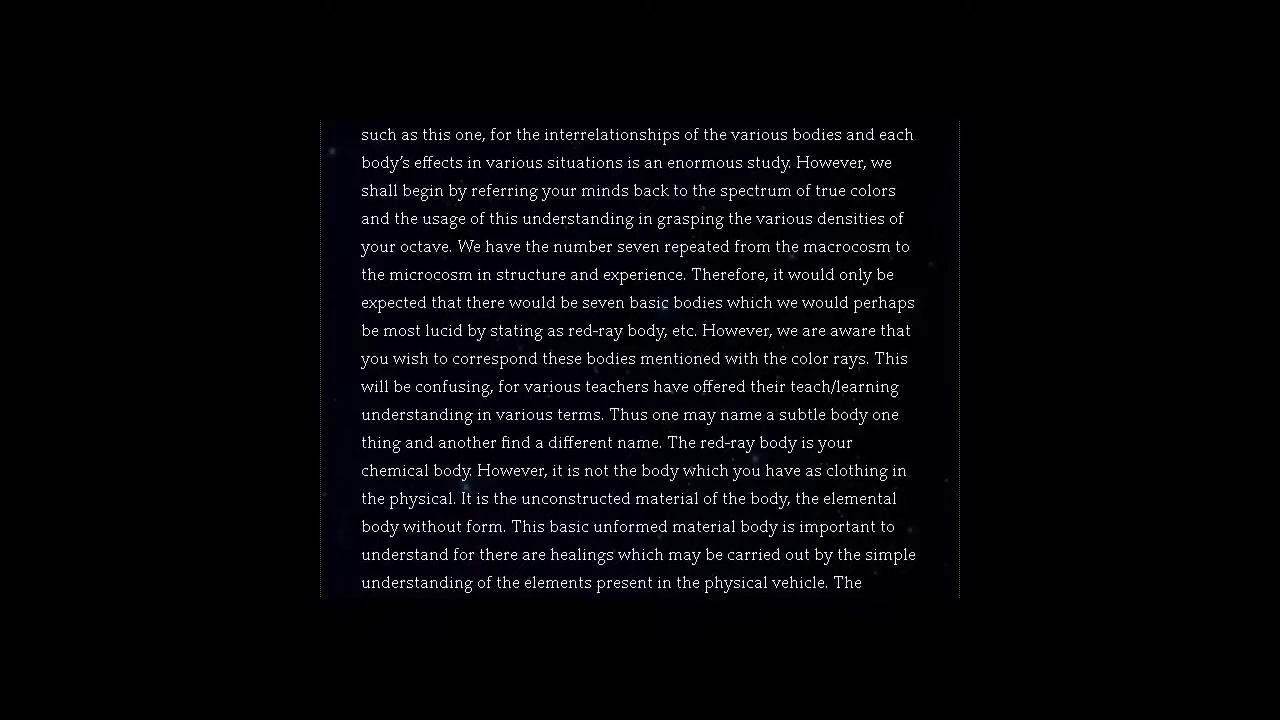 such as this one, for the interrelationships of the various bodies and each
body's effects in various situations is an enormous study. However, we
shall begin by referring your minds back to the spectrum of true colors
and the usage of this understanding in grasping the various densities of
your octave. We have the number seven repeated from the macrocosm to
the microcosm in structure and experience. Therefore, it would only be
expected that there would be seven basic bodies which we would perhaps
be most lucid by stating as red-ray body, etc. However, we are aware that
you wish to correspond these bodies mentioned with the color rays. This
will be confusing, for various teachers have offered their teach/learning
understanding in various terms. Thus one may name a subtle body one
thing and another find a different name. The red-ray body is your
chemical body. However, it is not the body which you have as clothing in
the physical. It is the unconstructed material of the body, the elemental
body without form. This basic unformed material body is important to
understand for there are healings which may be carried out by the simple
understanding of the elements present in the physical vehicle. The